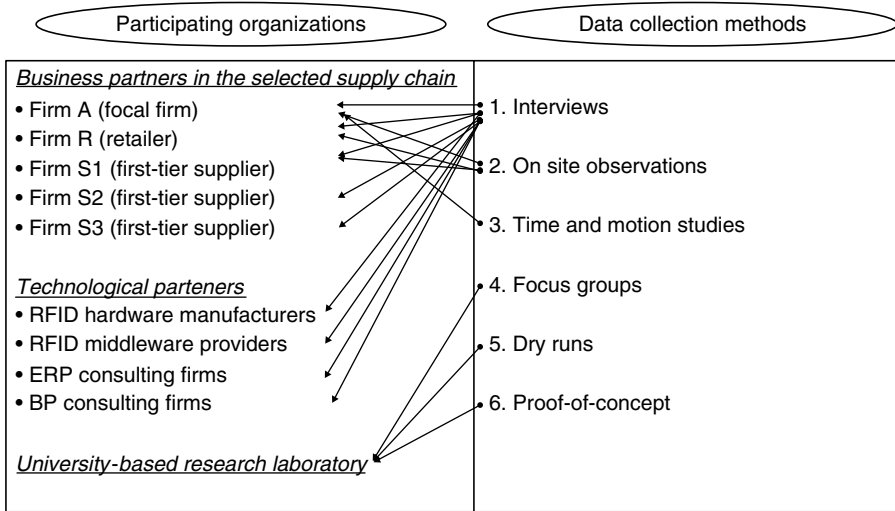 Participating organizations
Data collection methods
Business partners in the selected supply chain
• Firm A (focal firm)
• Firm R (retailer)
• Firm S1 (first-tier supplier)
• Firm S2 (first-tier supplier)
• Firm S3 (first-tier supplier)
Technological parteners
• RFID hardware manufacturers
• RFID middleware providers
• ERP consulting firms
• BP consulting firms
University-based research laboratory
1. Interviews
2. On site observations
3. Time and motion studies
4. Focus groups
5. Dry runs
6. Proof-of-concept